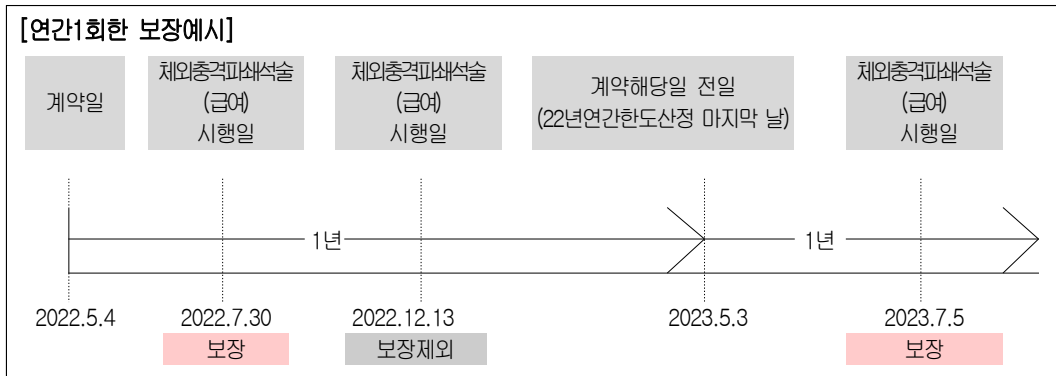 [연간1회한 보장예시]
계약일
체외충격파쇄석술
(급여)
시행일
체외충격파쇄석술
(급여)
시행일
계약해당일 전일
(22년연간한도산정 마지막 날)
체외충격파쇄석술
(급여)
시행일
1년
1년
2022.5.4
2022.7.30
2022.12.13
2023.5.3
2023.7.5
보장
보장제외
보장